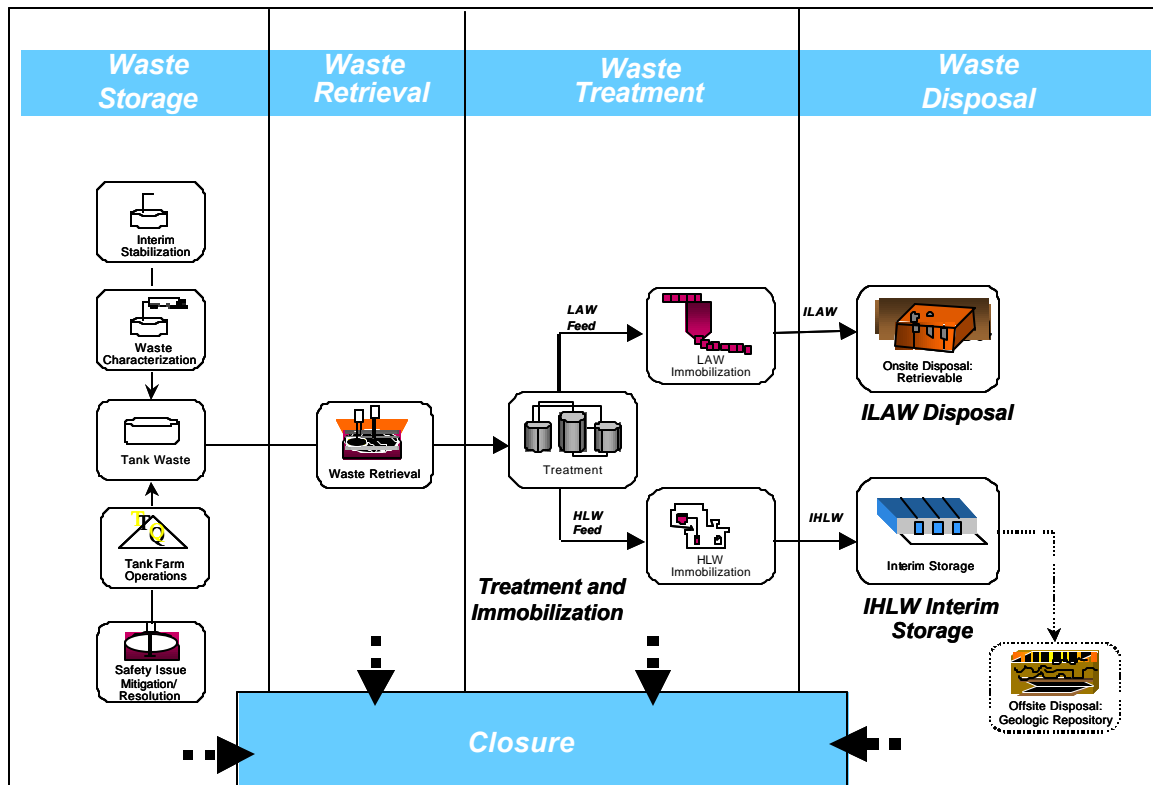 Waste
Storage
Waste
Retrieval
Waste
Treatment
Waste
Disposal
Interim
Stabilization
Waste
Characterization
Tank Waste
Tank Farm
Operations
Safety Issue
Mitigation/
Resolution
Waste Retrieval
Treatment
LAW
Feed
HLW
Feed
LAW
Immobilization
HLW
Immobilization
Treatment and
Immobilization
ILAW
IHLW
Onsite Disposal:
Retrievable
ILAW Disposal
Interim Storage
IHLW Interim
Storage
Offsite Disposal:
Geologic Repository
Closure